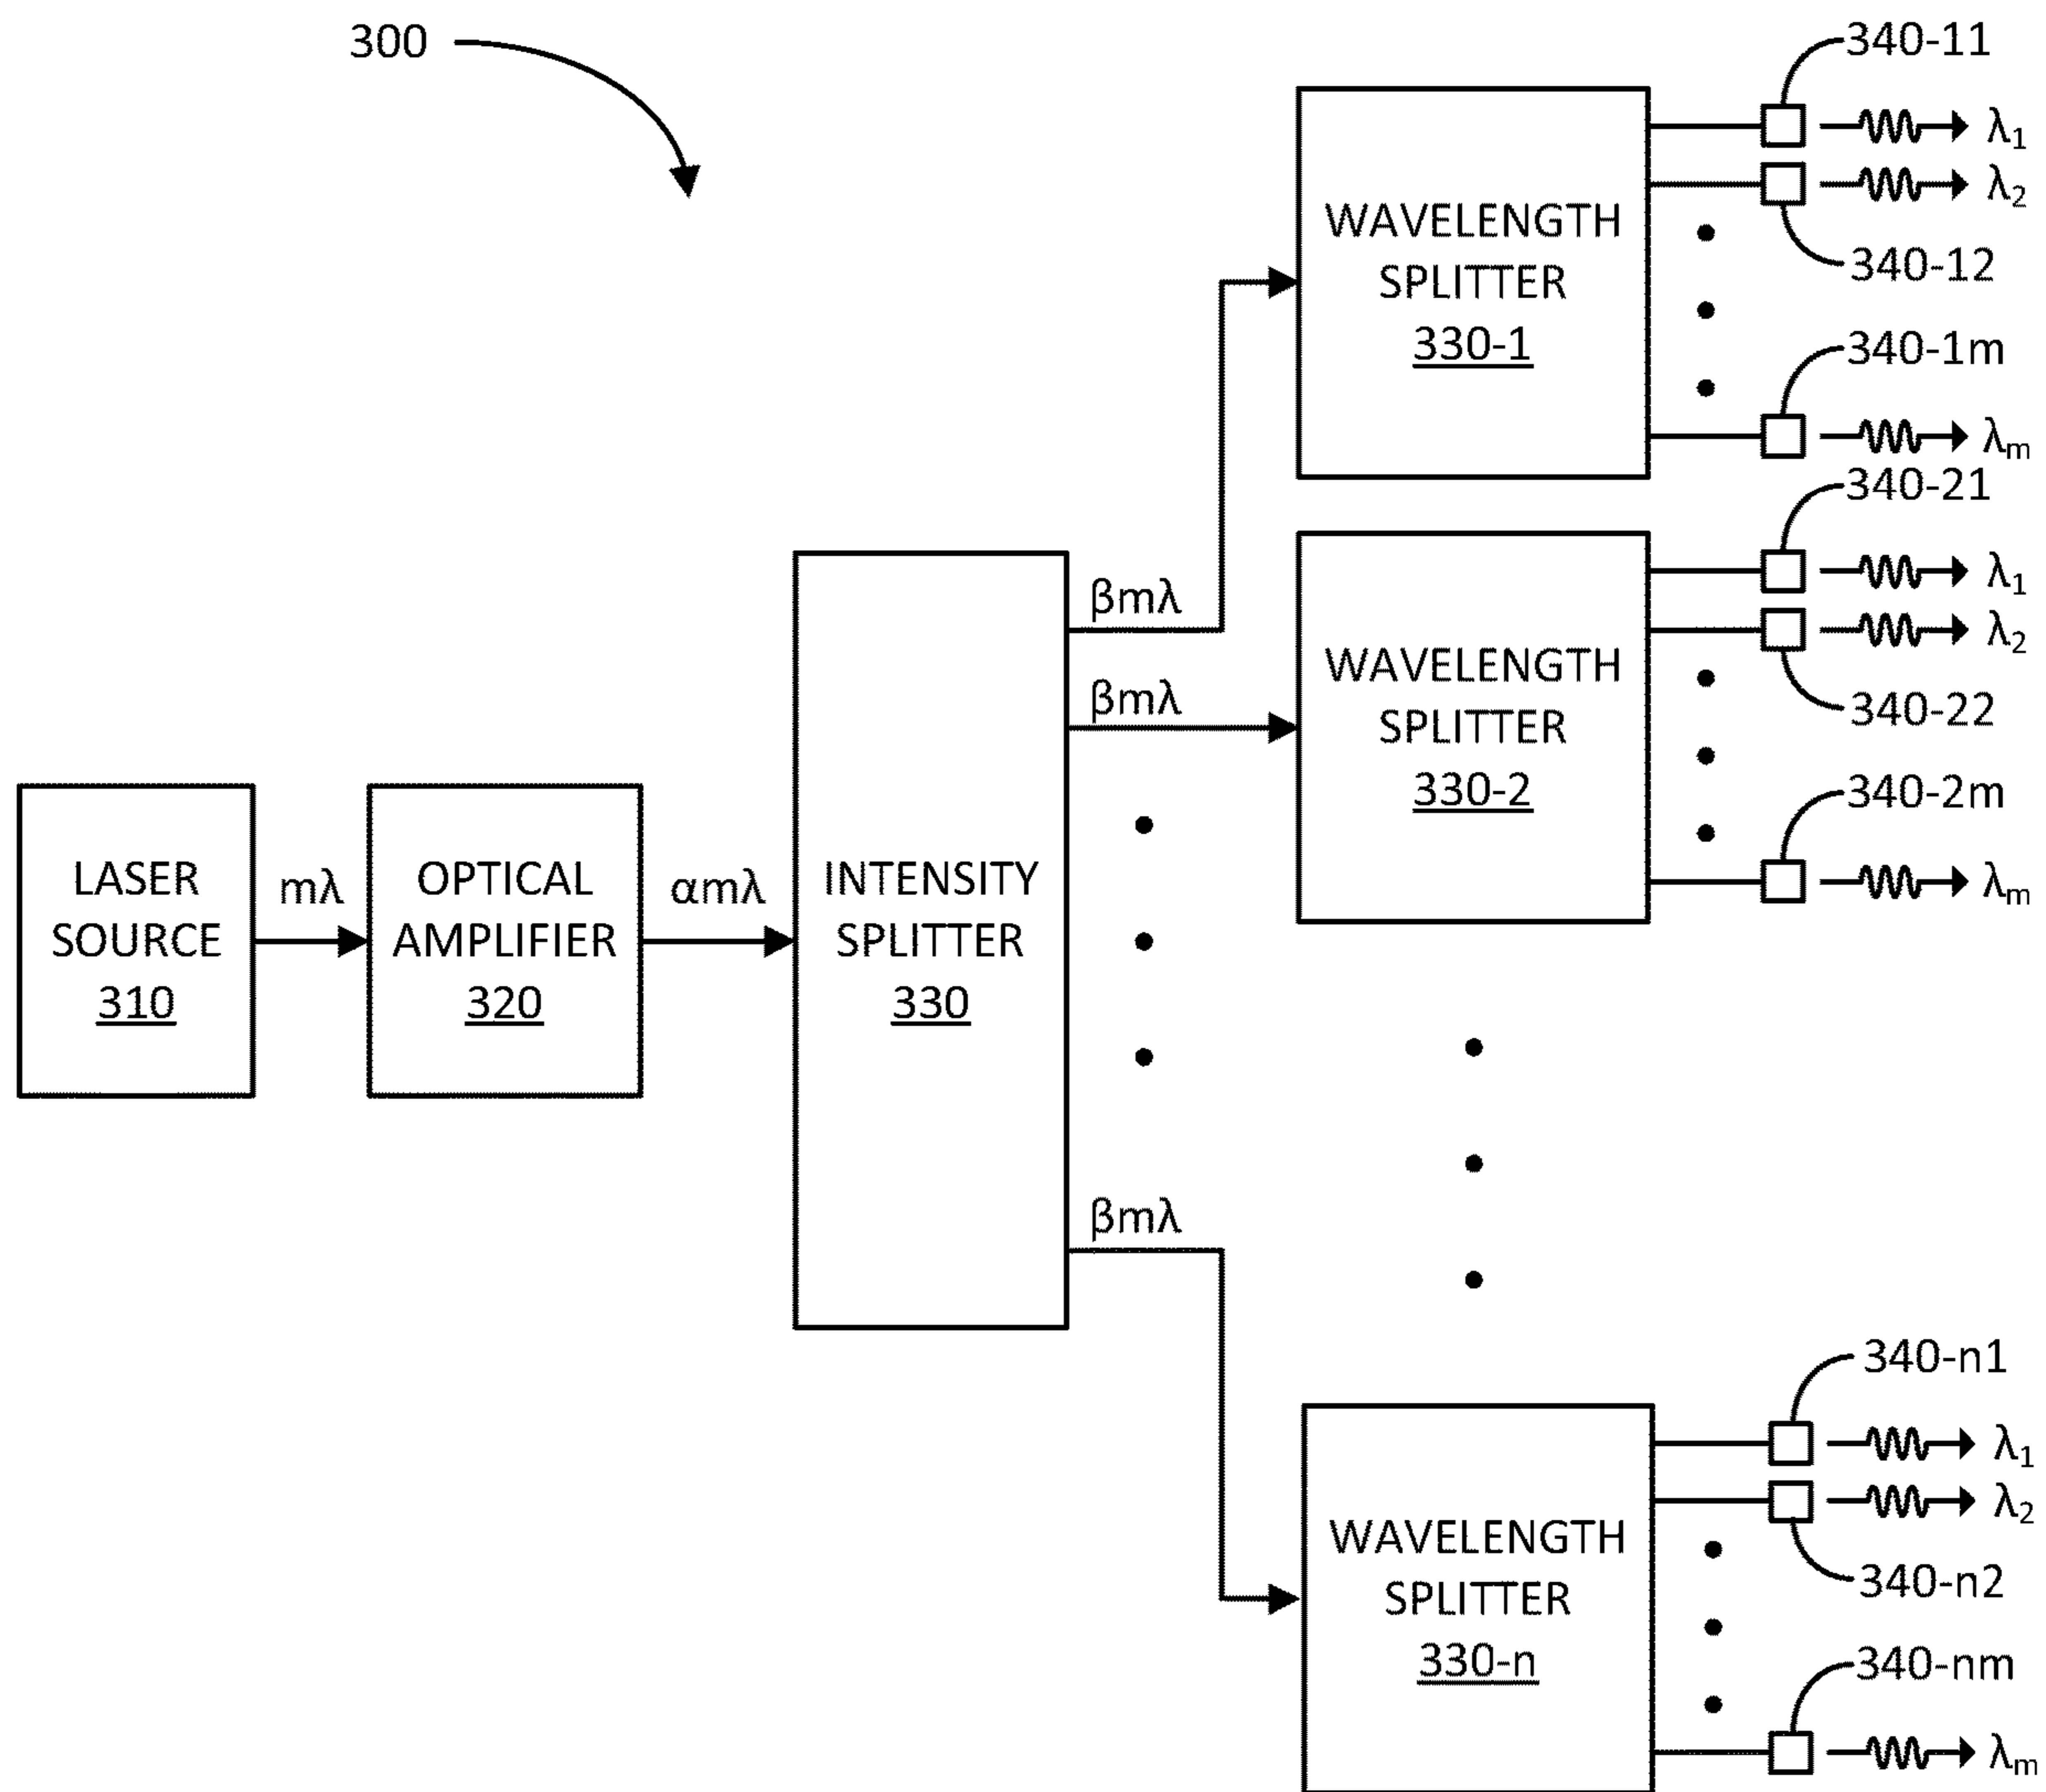 300
LASER
SOURCE
310
mλ
OPTICAL
AMPLIFIER
320
αmλ
INTENSITY
SPLITTER
330
βmλ
βmλ
βmλ
WAVELENGTH
SPLITTER
330-1
340-11
λ₁
λ₂
340-12
340-1m
λₘ
WAVELENGTH
SPLITTER
330-2
340-21
λ₁
λ₂
340-22
340-2m
λₘ
WAVELENGTH
SPLITTER
330-n
340-n1
λ₁
λ₂
340-n2
340-nm
λₘ